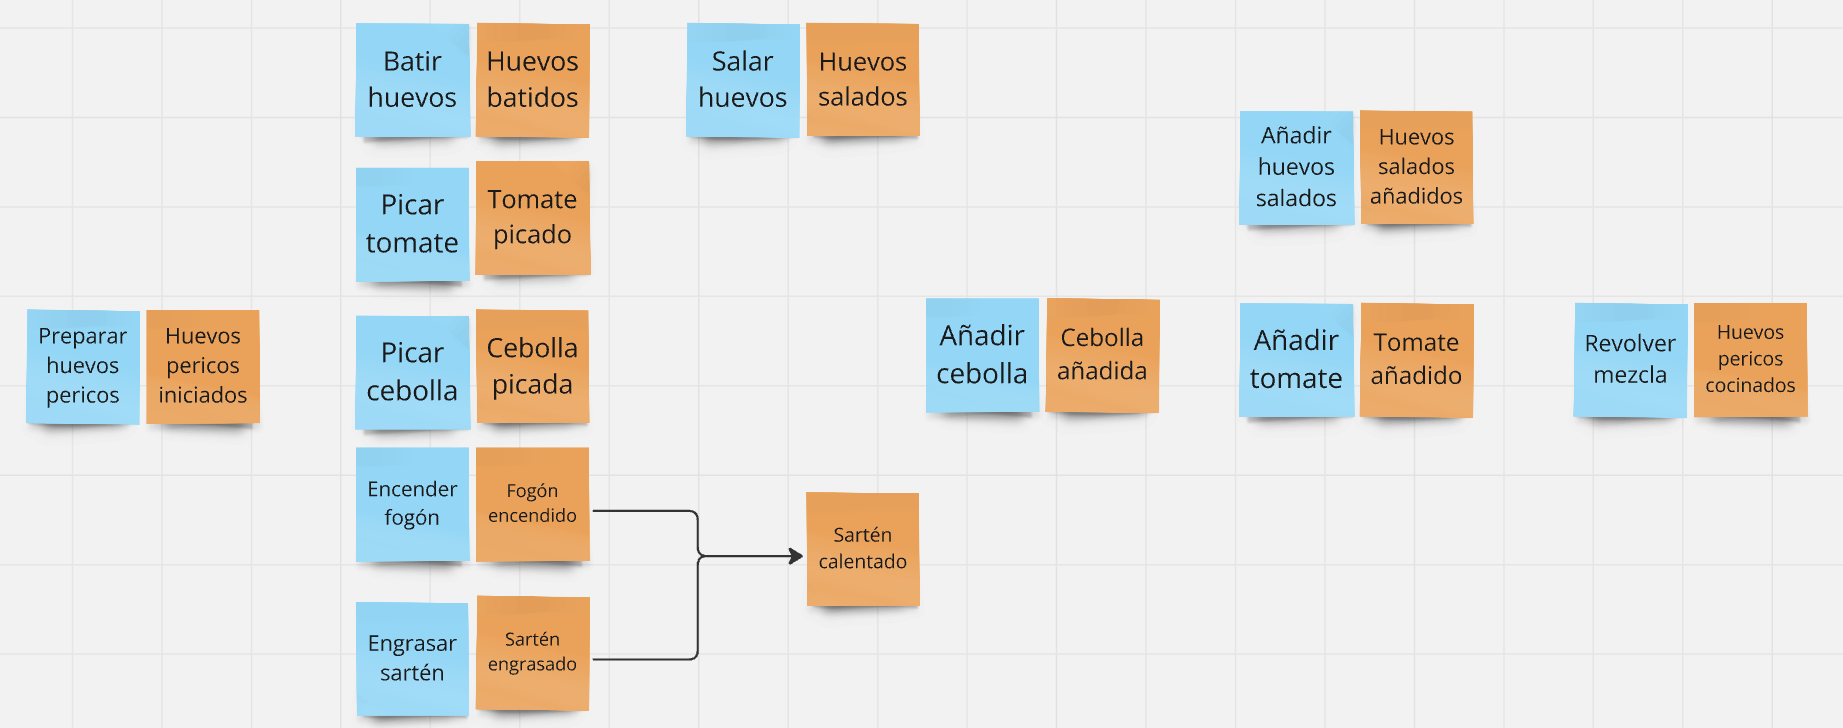 Batir
huevos
Huevos
batidos
Salar
huevos
Huevos
salados
Añadir
huevos
salados
Huevos
salados
añadidos
Picar
tomate
Tomate
picado
Preparar
huevos
pericos
Huevos
pericos
iniciados
Picar
cebolla
Cebolla
picada
Añadir
cebolla
Cebolla
añadida
Añadir
tomate
Tomate
añadido
Revolver
mezcla
Huevos
pericos
cocinados
Encender
fogón
Fogón
encendido
Sartén
calentado
Engrasar
sartén
Sartén
engrasado